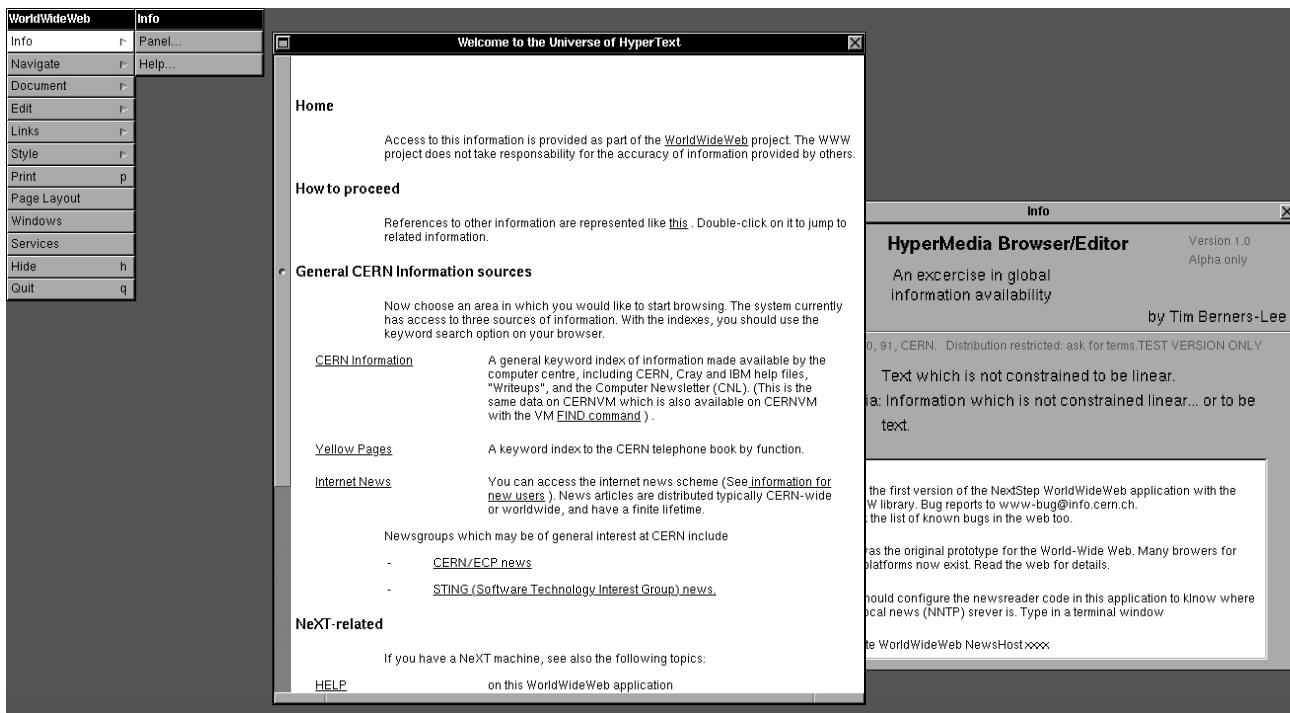 WorldWideWeb
Info
Navigate
Document
Edit
Links
Style
Print p
Page Layout
Windows
Services
Hide h
Quit q
Info
Panel...
Help...
Welcome to the Universe of HyperText
Home
Access to this information is provided as part of the WorldWideWeb project. The WWW
project does not take responsability for the accuracy of information provided by others.
How to proceed
References to other information are represented like this . Double-click on it to jump to
related information.
General CERN Information sources
Now choose an area in which you would like to start browsing. The system currently
has access to three sources of information. With the indexes, you should use the
keyword search option on your browser.
CERN Information A general keyword index of information made available by the
computer centre, including CERN, Cray and IBM help files,
"Writeups", and the Computer Newsletter (CNL). (This is the
same data on CERNVM which is also available on CERNVM
with the VM FIND command ) .
Yellow Pages A keyword index to the CERN telephone book by function.
Internet News You can access the internet news scheme (See information for
new users ). News articles are distributed typically CERN-wide
or worldwide, and have a finite lifetime.
Newsgroups which may be of general interest at CERN include
- CERN/ECP news
- STING (Software Technology Interest Group) news.
NeXT-related
If you have a NeXT machine, see also the following topics:
HELP on this WorldWideWeb application
Info
HyperMedia Browser/Editor Version 1.0
Alpha only
An excercise in global
information availability
by Tim Berners-Lee
0, 91, CERN. Distribution restricted: ask for terms.TEST VERSION ONLY
Text which is not constrained to be linear.
ia: Information which is not constrained linear... or to be
text.
the first version of the NextStep WorldWideWeb application with the
W library. Bug reports to www-bug@info.cern.ch.
the list of known bugs in the web too.
was the original prototype for the World-Wide Web. Many browers for
platforms now exist. Read the web for details.
hould configure the newsreader code in this application to klnow where
ocal news (NNTP) srever is. Type in a terminal window
te WorldWideWeb NewsHost xxxx